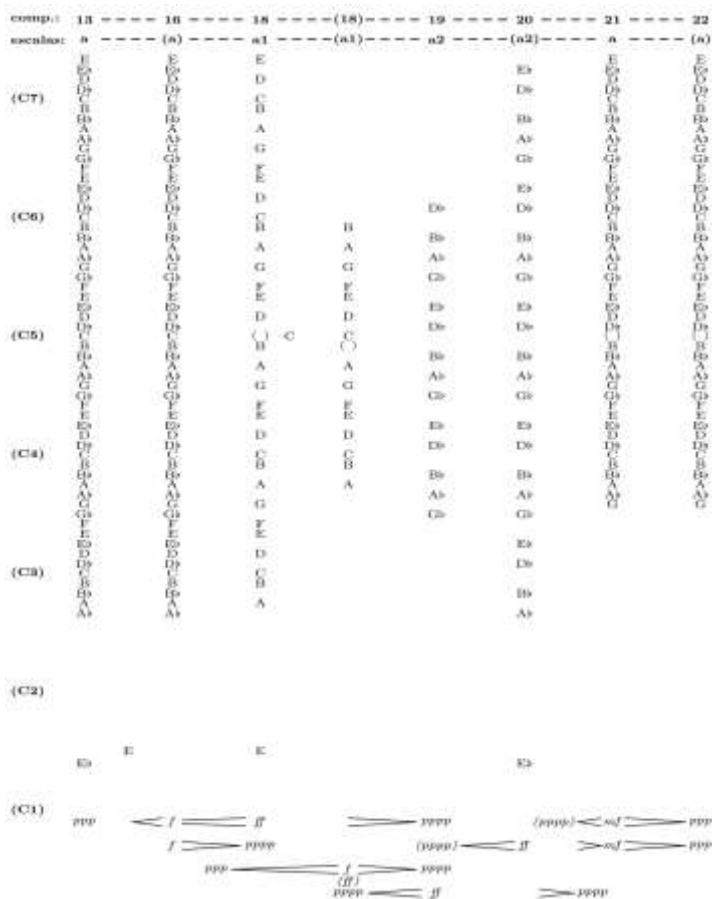 comp.: 13 - - - - 16 - - - - 18 - - - - (18) - - - - 19 - - - - 20 - - - - 21 - - - - 22
escalas: a - - - - (a) - - - - a1 - - - - (a1) - - - - a2 - - - - (a2) - - - - a - - - - (a)
E E E E E
E♭ E♭ E♭ E♭ E♭
D D D D D
D♭ D♭ D♭ D♭ D♭
(C7) C C C C C
B B B B B
B♭ B♭ B♭ B♭ B♭
A A A A A
A♭ A♭ A♭ A♭ A♭
G G G G G
G♭ G♭ G♭ G♭ G♭
F F F F F
E E E E E
E♭ E♭ E♭ E♭ E♭
D D D D D
D♭ D♭ D♭ D♭ D♭ D♭
(C6) C C C C C
B B B B B B
B♭ B♭ B♭ B♭ B♭ B♭
A A A A A A
A♭ A♭ A♭ A♭ A♭ A♭
G G G G G G
G♭ G♭ G♭ G♭ G♭ G♭
F F F F F F
E E E E E E
E♭ E♭ E♭ E♭ E♭ E♭
D D D D D D
D♭ D♭ D♭ D♭ D♭ D♭
(C5) C C ( ) -C C ( ) ( )
B B B ( ) B B
B♭ B♭ B♭ B♭ B♭ B♭
A A A A A A
A♭ A♭ A♭ A♭ A♭ A♭
G G G G G G
G♭ G♭ G♭ G♭ G♭ G♭
F F F F F F
E E E E E E
E♭ E♭ E♭ E♭ E♭ E♭
D D D D D D
D♭ D♭ D♭ D♭ D♭ D♭
(C4) C C C C C C
B B B B B B
B♭ B♭ B♭ B♭ B♭ B♭
A A A A A A
A♭ A♭ A♭ A♭ A♭ A♭
G G G G G
G♭ G♭ G♭ G♭
F F F
E E E
E♭ E♭ E♭
D D D
D♭ D♭ D♭
(C3) C C C
B B B
B♭ B♭ B♭
A A A
A♭ A♭ A♭
(C2)
E E
E♭ E♭
(C1)
ppp f ff pppp (pppp) mf ppp
f pppp (pppp) ff mf ppp
ppp f pppp
(ff)
pppp ff pppp